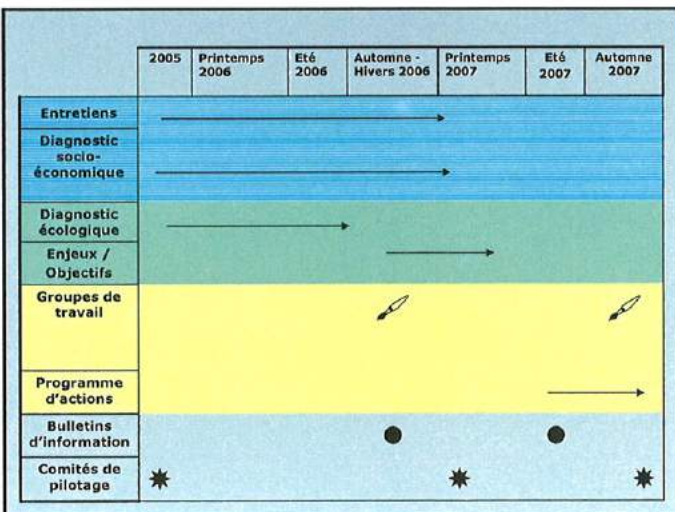 2005 Printemps 2006 Eté 2006 Automne - Hivers 2006 Printemps 2007 Eté 2007 Automne 2007
Entretiens
Diagnostic
socio-
économique
Diagnostic
écologique
Enjeux /
Objectifs
Groupes de
travail
Programme
d'actions
Bulletins
d'information
Comités de
pilotage